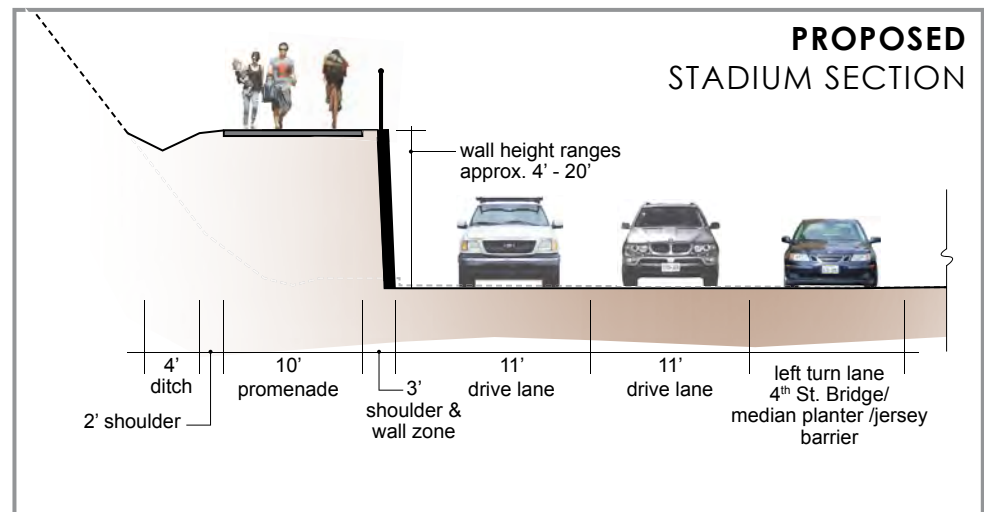 PROPOSED
STADIUM SECTION
wall height ranges
approx. 4’ - 20’
4’
ditch
2’ shoulder
10’
promenade
3’
shoulder &
wall zone
11’
drive lane
11’
drive lane
left turn lane
4th St. Bridge/
median planter /jersey
barrier